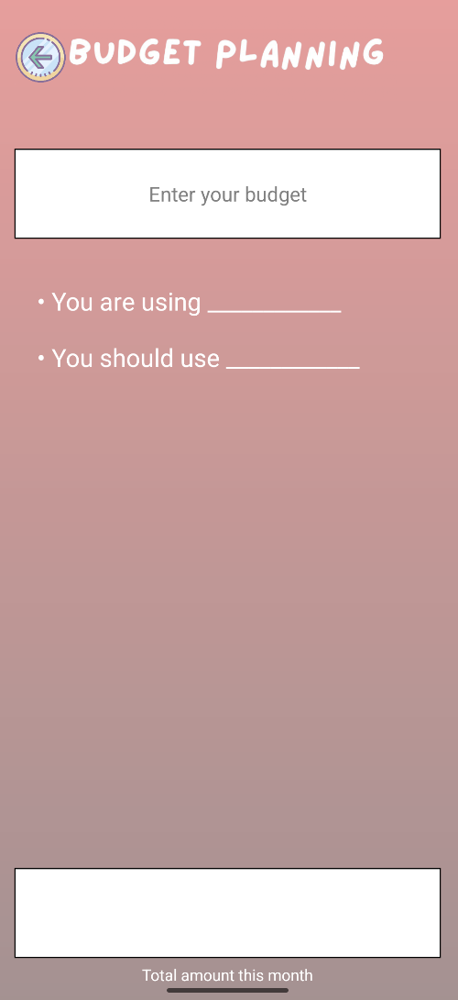 BUDGET PLANNING
Enter your budget
• You are using ___________
• You should use ___________
Total amount this month